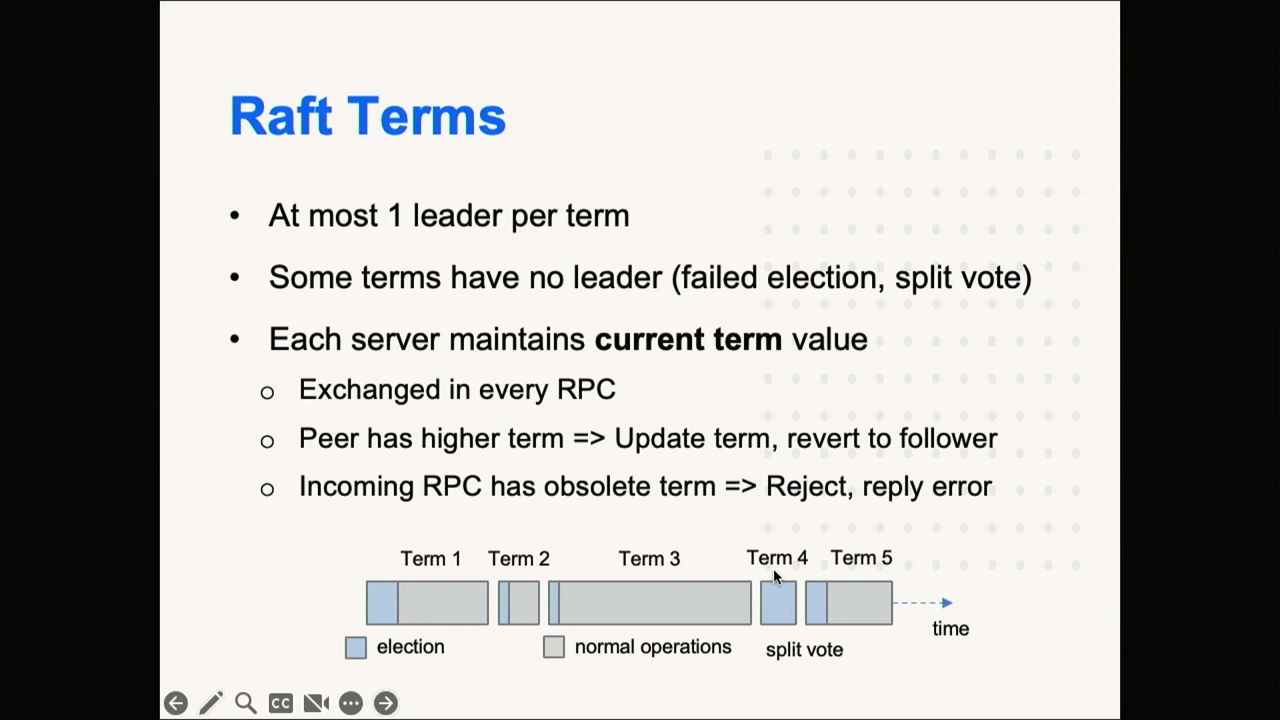 Raft Terms
• At most 1 leader per term
• Some terms have no leader (failed election, split vote)
• Each server maintains current term value
o Exchanged in every RPC
o Peer has higher term => Update term, revert to follower
o Incoming RPC has obsolete term => Reject, reply error
Term 1 Term 2 Term 3 Term 4 Term 5
time
election normal operations split vote
CC